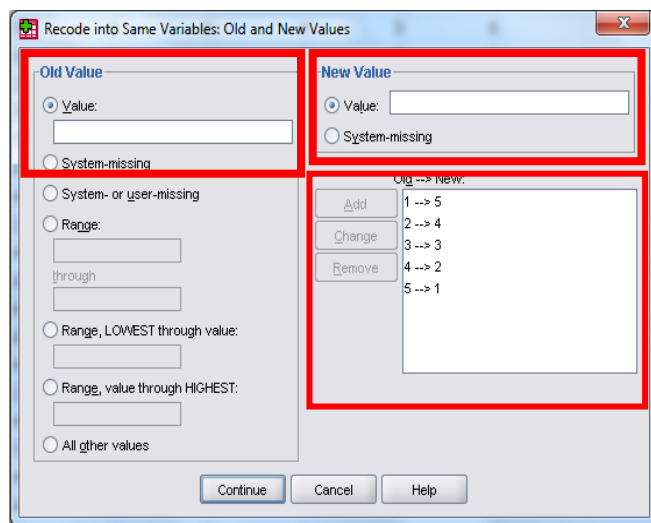 Recode into Same Variables: Old and New Values
Old Value
Value:
System-missing
System- or user-missing
Range:
through
Range, LOWEST through value:
Range, value through HIGHEST:
All other values
New Value
Value:
System-missing
Old --> New:
Add
Change
Remove
1 --> 5
2 --> 4
3 --> 3
4 --> 2
5 --> 1
Continue
Cancel
Help